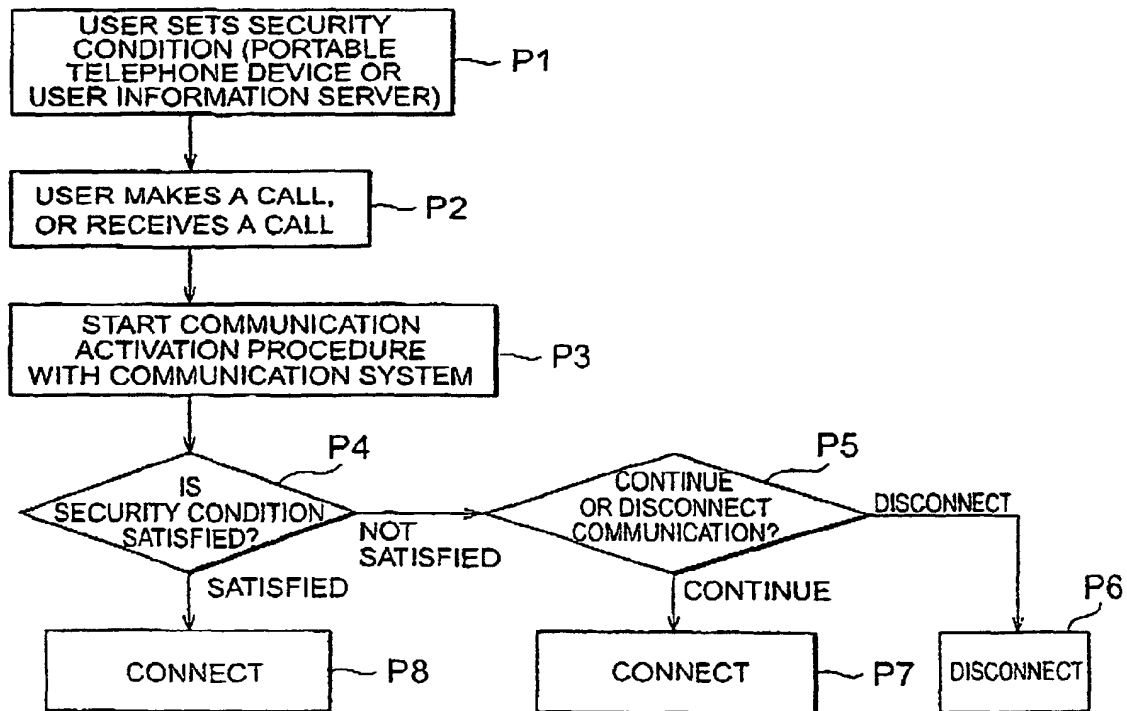 USER SETS SECURITY
CONDITION (PORTABLE
TELEPHONE DEVICE OR
USER INFORMATION SERVER)
P1
USER MAKES A CALL,
OR RECEIVES A CALL
P2
START COMMUNICATION
ACTIVATION PROCEDURE
WITH COMMUNICATION SYSTEM
P3
P4
IS
SECURITY CONDITION
SATISFIED?
NOT
SATISFIED
SATISFIED
P5
CONTINUE
OR DISCONNECT
COMMUNICATION?
DISCONNECT
CONTINUE
P6
CONNECT
P8
CONNECT
P7
DISCONNECT